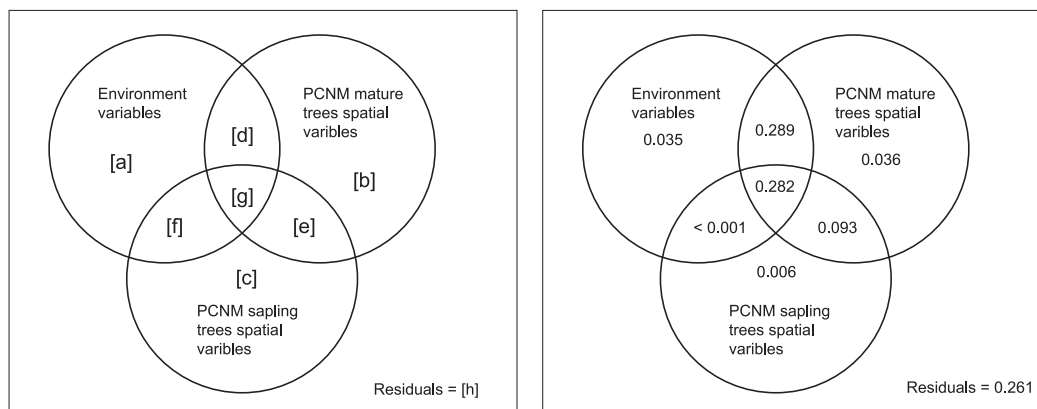 Environment
variables
PCNM mature
trees spatial
varibles
[d]
[a]
[b]
[g]
[f]
[e]
[c]
PCNM sapling
trees spatial
varibles
Residuals = [h]
Environment
variables
0.035
PCNM mature
trees spatial
varibles
0.289
0.036
0.282
< 0.001
0.093
0.006
PCNM sapling
trees spatial
varibles
Residuals = 0.261